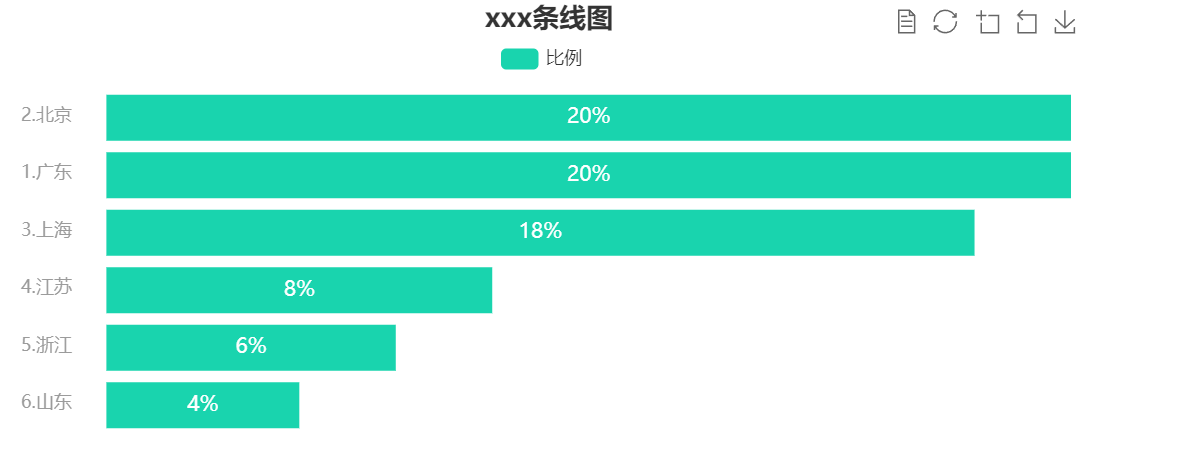 xxx条线图
比例
2.北京
20%
1.广东
20%
3.上海
18%
4.江苏
8%
5.浙江
6%
6.山东
4%